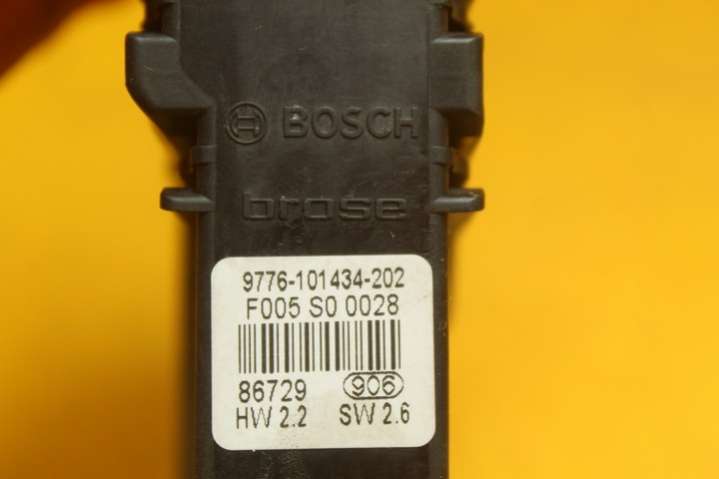 BOSCH
brose
9776-101434-202
F005 S0 0028
86729 906
HW 2.2 SW 2.6